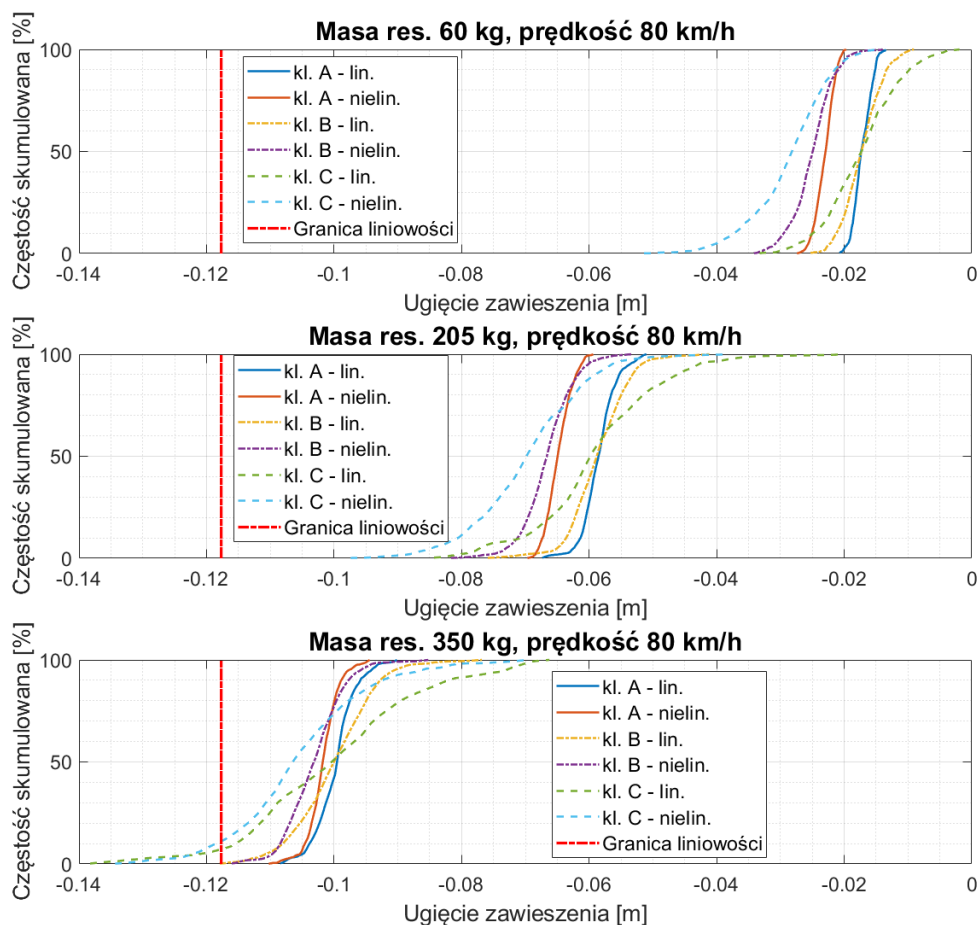 Masa res. 60 kg, prędkość 80 km/h
Częstość skumulowana [%]
100
50
0
kl. A - lin.
kl. A - nielin.
kl. B - lin.
kl. B - nielin.
kl. C - lin.
kl. C - nielin.
Granica liniowości
-0.14 -0.12 -0.1 -0.08 -0.06 -0.04 -0.02 0
Ugięcie zawieszenia [m]
Masa res. 205 kg, prędkość 80 km/h
Częstość skumulowana [%]
100
50
0
kl. A - lin.
kl. A - nielin.
kl. B - lin.
kl. B - nielin.
kl. C - lin.
kl. C - nielin.
Granica liniowości
-0.14 -0.12 -0.1 -0.08 -0.06 -0.04 -0.02 0
Ugięcie zawieszenia [m]
Masa res. 350 kg, prędkość 80 km/h
Częstość skumulowana [%]
100
50
0
kl. A - lin.
kl. A - nielin.
kl. B - lin.
kl. B - nielin.
kl. C - lin.
kl. C - nielin.
Granica liniowości
-0.14 -0.12 -0.1 -0.08 -0.06 -0.04 -0.02 0
Ugięcie zawieszenia [m]